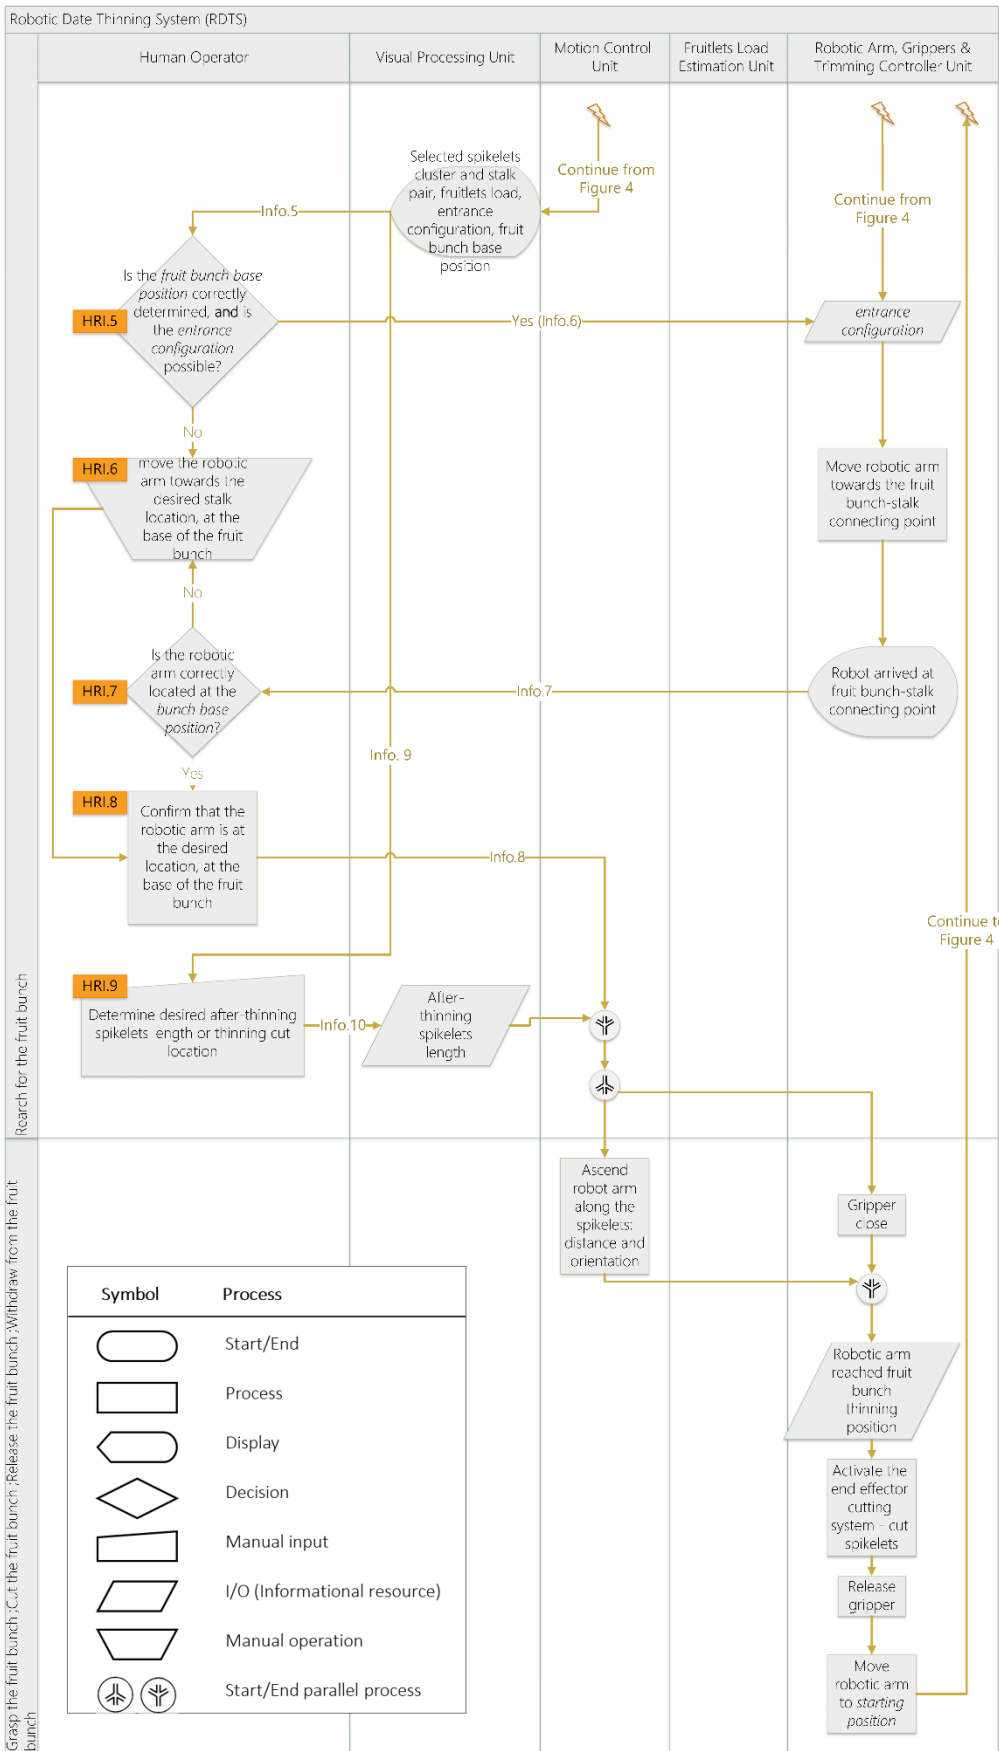 Robotic Date Thinning System (RDTS)
Human Operator
Visual Processing Unit
Motion Control
Unit
Fruitlets Load
Estimation Unit
Robotic Arm, Grippers &
Trimming Controller Unit
Continue from
Figure 4
Continue from
Figure 4
Selected spikelets
cluster and stalk
pair, fruitlets load,
entrance
configuration, fruit
bunch base
position
Info.5
HRI.5
Is the fruit bunch base
position correctly
determined, and is
the entrance
configuration
possible?
Yes (Info.6)
entrance
configuration
No
HRI.6
move the robotic
arm towards the
desired stalk
location, at the
base of the fruit
bunch
Move robotic arm
towards the fruit
bunch-stalk
connecting point
No
HRI.7
Is the robotic
arm correctly
located at the
bunch base
position?
Info.7
Robot arrived at
fruit bunch-stalk
connecting point
Info. 9
Yes
HRI.8
Confirm that the
robotic arm is at
the desired
location, at the
base of the fruit
bunch
Info.8
Continue to
Figure 4
HRI.9
Determine desired after-thinning
spikelets length or thinning cut
location
Info.10
After-
thinning
spikelets
length
Rearch for the fruit bunch
Ascend
robot arm
along the
spikelets:
distance and
orientation
Gripper
close
Robotic arm
reached fruit
bunch
thinning
position
Activate the
end effector
cutting
system - cut
spikelets
Release
gripper
Move
robotic arm
to starting
position
Grasp the fruit bunch ;Cut the fruit bunch ;Release the fruit bunch ;Withdraw from the fruit
bunch
Symbol Process
Start/End
Process
Display
Decision
Manual input
I/O (Informational resource)
Manual operation
Start/End parallel process